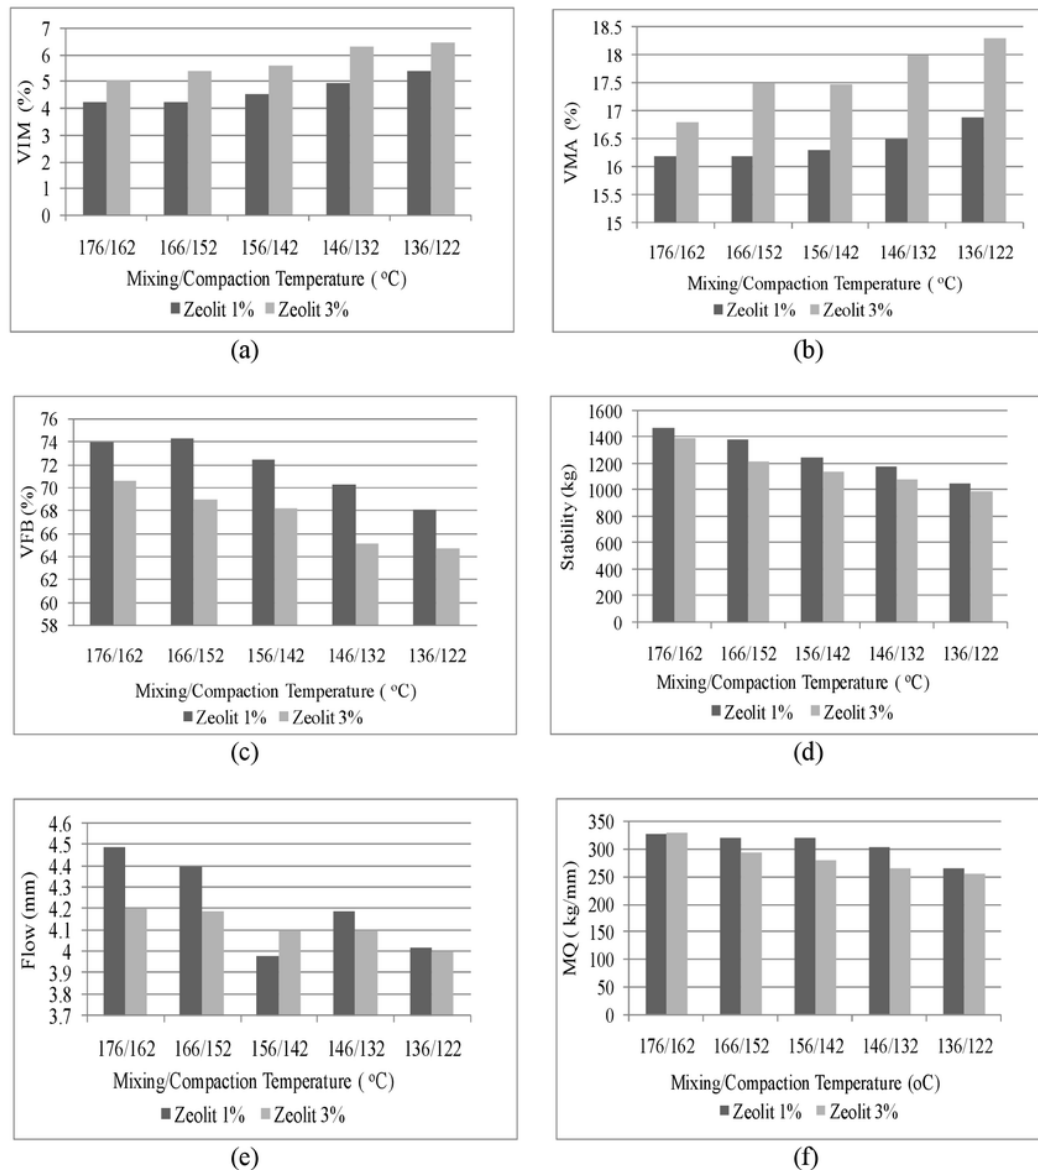 7
6
5
4
3
2
1
0
VIM (%)
176/162 166/152 156/142 146/132 136/122
Mixing/Compaction Temperature ( °C)
Zeolit 1% Zeolit 3%
(a)
18.5
18
17.5
17
16.5
16
15.5
15
VMA (%)
176/162 166/152 156/142 146/132 136/122
Mixing/Compaction Temperature ( °C)
Zeolit 1% Zeolit 3%
(b)
76
74
72
70
68
66
64
62
60
58
VFB (%)
176/162 166/152 156/142 146/132 136/122
Mixing/Compaction Temperature ( °C)
Zeolit 1% Zeolit 3%
(c)
1600
1400
1200
1000
800
600
400
200
0
Stability (kg)
176/162 166/152 156/142 146/132 136/122
Mixing/Compaction Temperature ( °C)
Zeolit 1% Zeolit 3%
(d)
4.6
4.5
4.4
4.3
4.2
4.1
4
3.9
3.8
3.7
Flow (mm)
176/162 166/152 156/142 146/132 136/122
Mixing/Compaction Temperature ( °C)
Zeolit 1% Zeolit 3%
(e)
350
300
250
200
150
100
50
0
MQ ( kg/mm)
176/162 166/152 156/142 146/132 136/122
Mixing/Compaction Temperature (oC)
Zeolit 1% Zeolit 3%
(f)